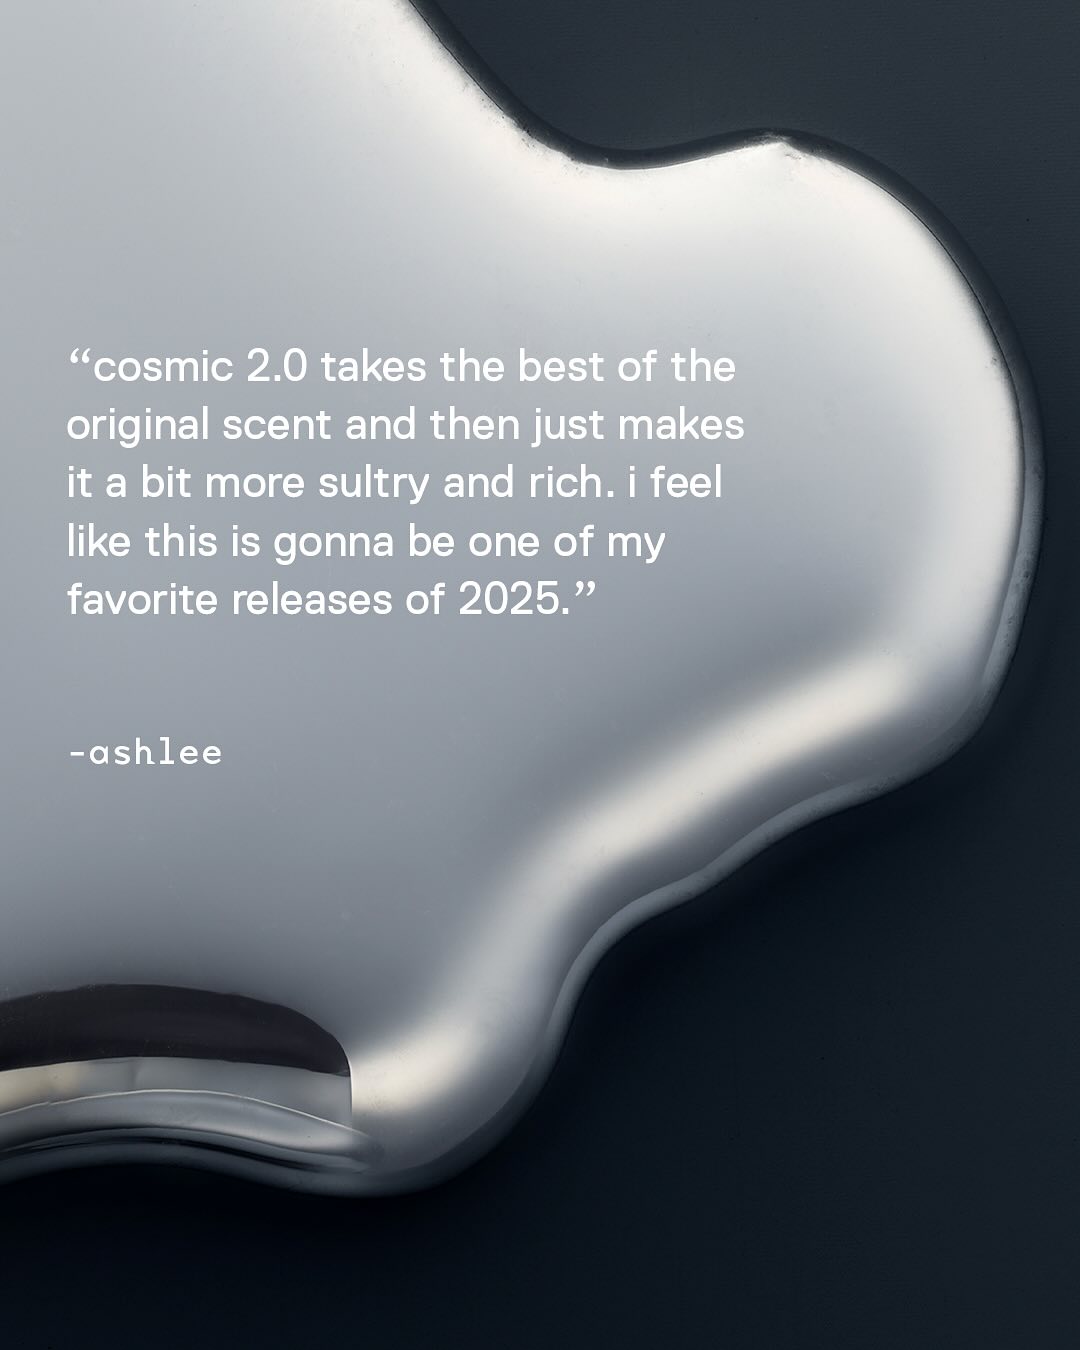 “cosmic 2.0 takes the best of the
original scent and then just makes
it a bit more sultry and rich. i feel
like this is gonna be one of my
favorite releases of 2025.”
-ashlee